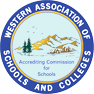 WESTERN ASSOCIATION OF
Accrediting Commission
for
Schools
SCHOOLS AND COLLEGES